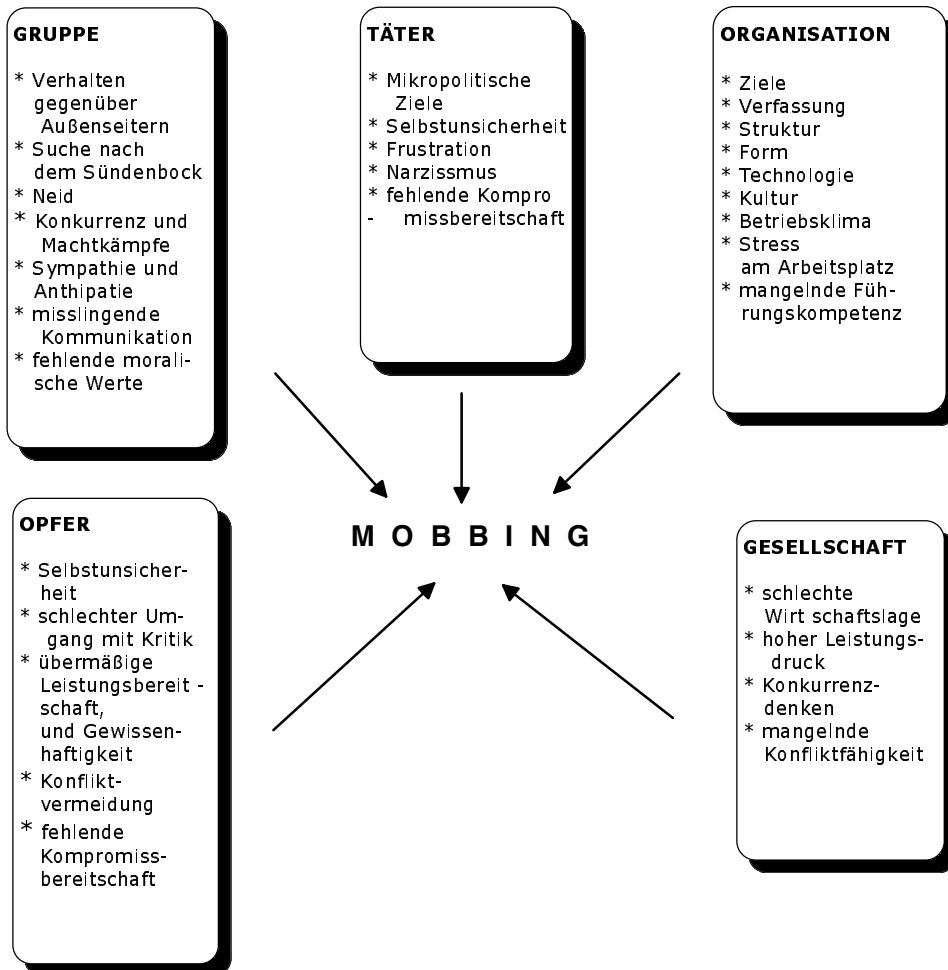 GRUPPE
* Verhalten
gegenüber
Außenseitern
* Suche nach
dem Sündenbock
* Neid
* Konkurrenz und
Machtkämpfe
* Sympathie und
Anthipatie
* misslingende
Kommunikation
* fehlende morali-
sche Werte
TÄTER
* Mikropolitische
Ziele
* Selbstunsicherheit
* Frustration
* Narzissmus
* fehlende Kompro
- missbereitschaft
ORGANISATION
* Ziele
* Verfassung
* Struktur
* Form
* Technologie
* Kultur
* Betriebsklima
* Stress
am Arbeitsplatz
* mangelnde Füh-
rungskompetenz
M O B B I N G
OPFER
* Selbstunsicher-
heit
* schlechter Um-
gang mit Kritik
* übermäßige
Leistungsbereit -
schaft,
und Gewissen-
haftigkeit
* Konflikt-
vermeidung
* fehlende
Kompromiss-
bereitschaft
GESELLSCHAFT
* schlechte
Wirt schaftslage
* hoher Leistungs-
druck
* Konkurrenz-
denken
* mangelnde
Konfliktfähigkeit